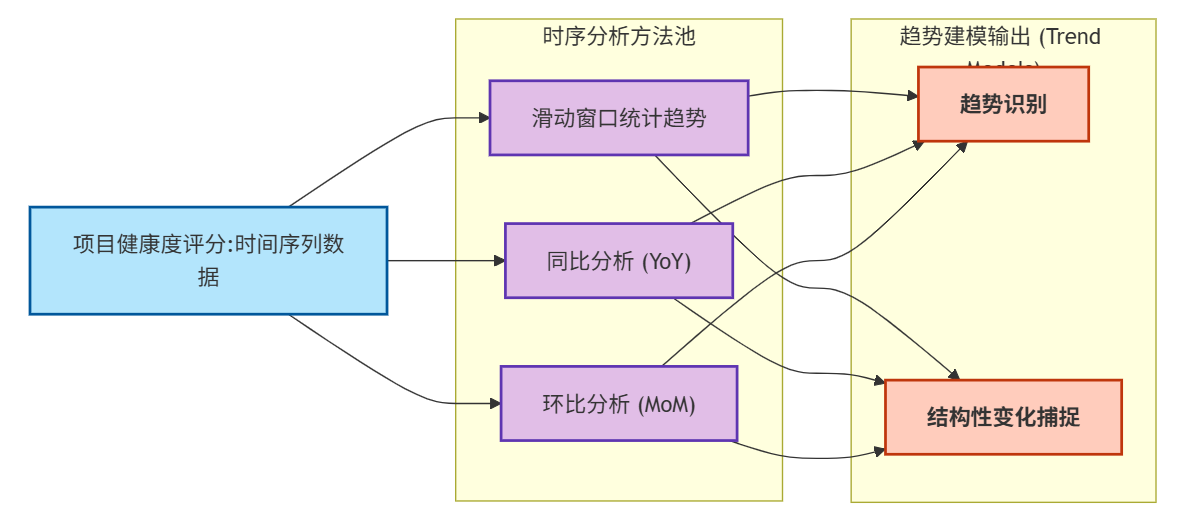 时序分析方法池
趋势建模输出 (Trend
滑动窗口统计趋势
趋势识别
项目健康度评分:时间序列数
据
同比分析 (YoY)
环比分析 (MoM)
结构性变化捕捉